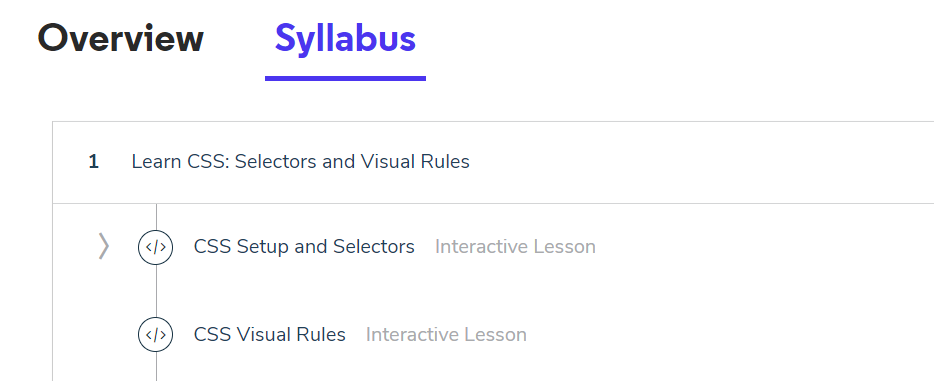 Overview Syllabus
1 Learn CSS: Selectors and Visual Rules
</> CSS Setup and Selectors Interactive Lesson
</> CSS Visual Rules Interactive Lesson